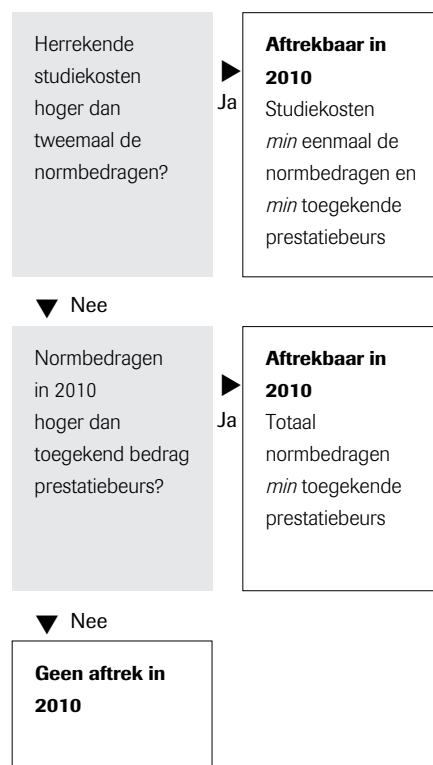 Herrekende
studiekosten
hoger dan
tweemaal de
normbedragen?
▶
Ja
Aftrekbaar in
2010
Studiekosten
min eenmaal de
normbedragen en
min toegekende
prestatiebeurs
▼ Nee
Normbedragen
in 2010
hoger dan
toegekend bedrag
prestatiebeurs?
▶
Ja
Aftrekbaar in
2010
Totaal
normbedragen
min toegekende
prestatiebeurs
▼ Nee
Geen aftrek in
2010